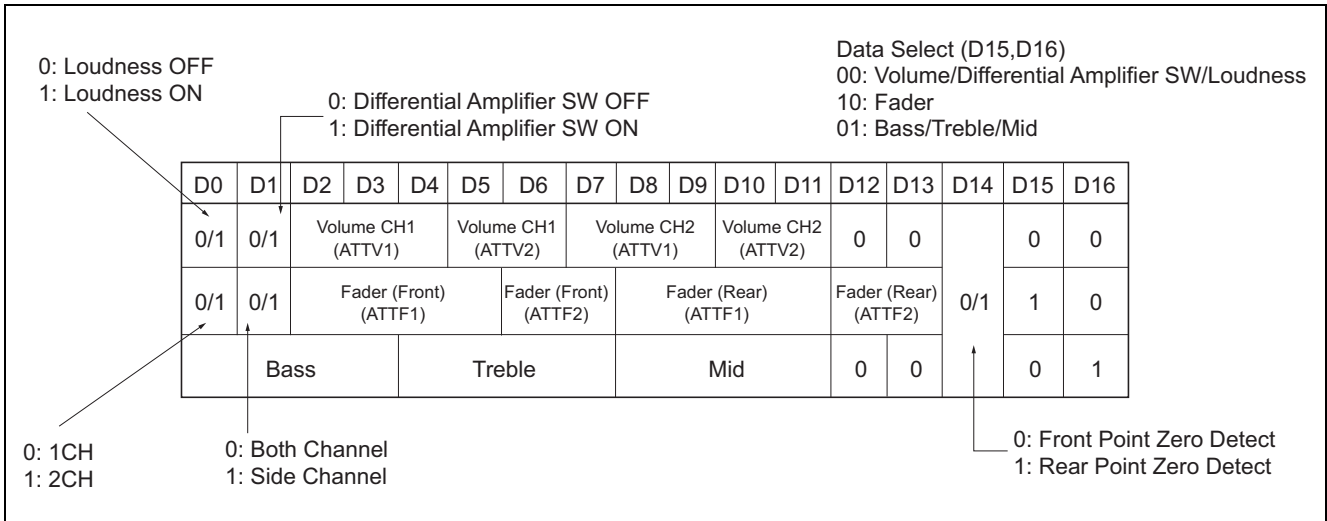 0: Loudness OFF
1: Loudness ON
0: Differential Amplifier SW OFF
1: Differential Amplifier SW ON
Data Select (D15,D16)
00: Volume/Differential Amplifier SW/Loudness
10: Fader
01: Bass/Treble/Mid
D0 D1 D2 D3 D4 D5 D6 D7 D8 D9 D10 D11 D12 D13 D14 D15 D16
0/1 0/1 Volume CH1 Volume CH1 Volume CH2 Volume CH2 0 0 0 0
(ATTV1) (ATTV2) (ATTV1) (ATTV2)
0/1 0/1 Fader (Front) Fader (Front) Fader (Rear) Fader (Rear) 0/1 1 0
(ATTF1) (ATTF2) (ATTF1) (ATTF2)
Bass Treble Mid 0 0 0 1
0: 1CH
1: 2CH
0: Both Channel
1: Side Channel
0: Front Point Zero Detect
1: Rear Point Zero Detect